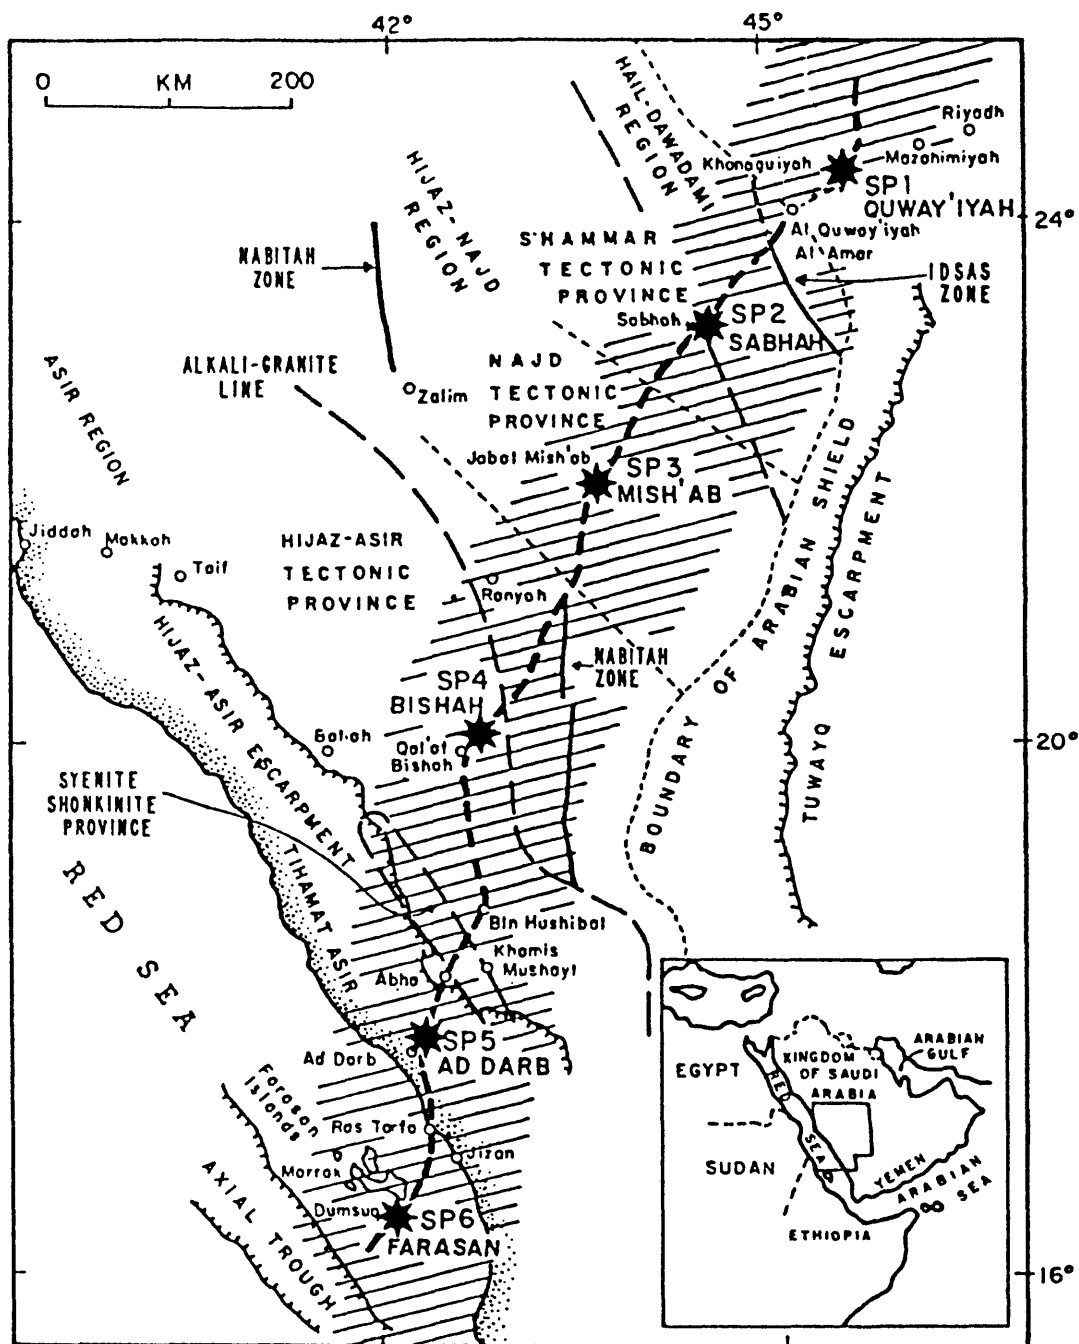 42°
45°
0 KM 200
HAIL-DAWADAMI
REGION
Riyadh
Mazahimiyah
Khonaguiyah
SP1
QUWAY'IYAH
24°
HIJAZ-NAJD
REGION
Al Quway'iyah
Al Amar
SHAMMAR
TECTONIC
PROVINCE
NABITAH
ZONE
IDSAS
ZONE
Sabhah
SP2
SABHAH
ALKALI-GRANITE
LINE
NAJD
TECTONIC
PROVINCE
Zalim
ASIR REGION
Jabal Mish'ab
SP3
MISH'AB
BOUNDARY OF ARABIAN SHIELD
TUWAYQ ESCARPMENT
Jiddah
Makkah
Taif
HIJAZ-ASIR
TECTONIC
PROVINCE
Ranyah
HIJAZ-ASIR ESCARPMENT
NABITAH
ZONE
SP4
BISHAH
Qal'at
Bishah
20°
SYENITE
SHONKINITE
PROVINCE
RED SEA
TIHAMAT ASIR
Bin Hushibal
Khamis
Mushayt
Abha
Ad Darb
SP5
AD DARB
Farasan
Islands
Ras Tarfa
Jizan
Marrak
Dumsuq
SP6
FARASAN
AXIAL TROUGH
EGYPT
KINGDOM
OF SAUDI
ARABIA
ARABIAN
GULF
RED SEA
SUDAN
YEMEN
ARABIAN
SEA
ETHIOPIA
16°